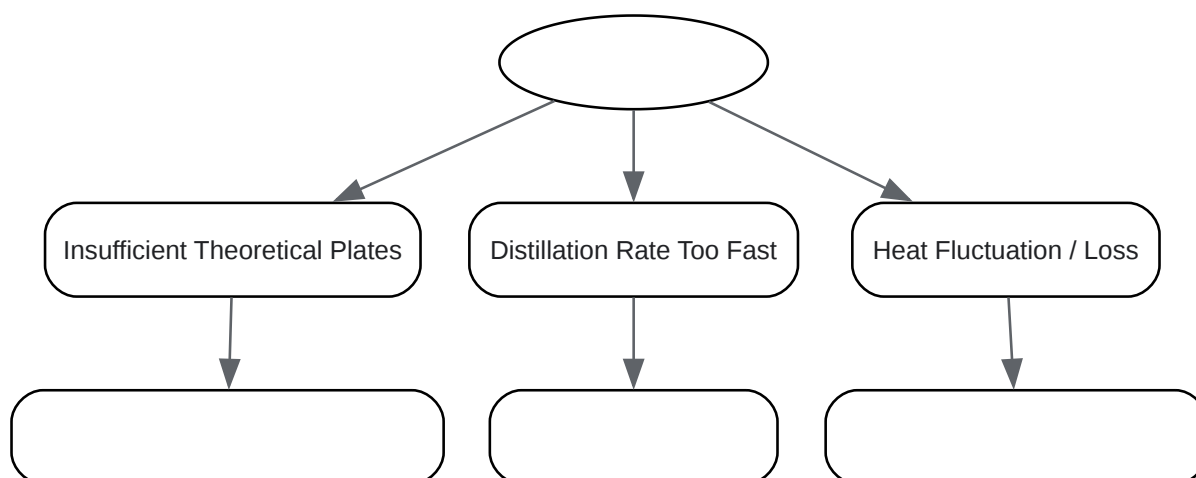 Insufficient Theoretical Plates
Distillation Rate Too Fast
Heat Fluctuation / Loss